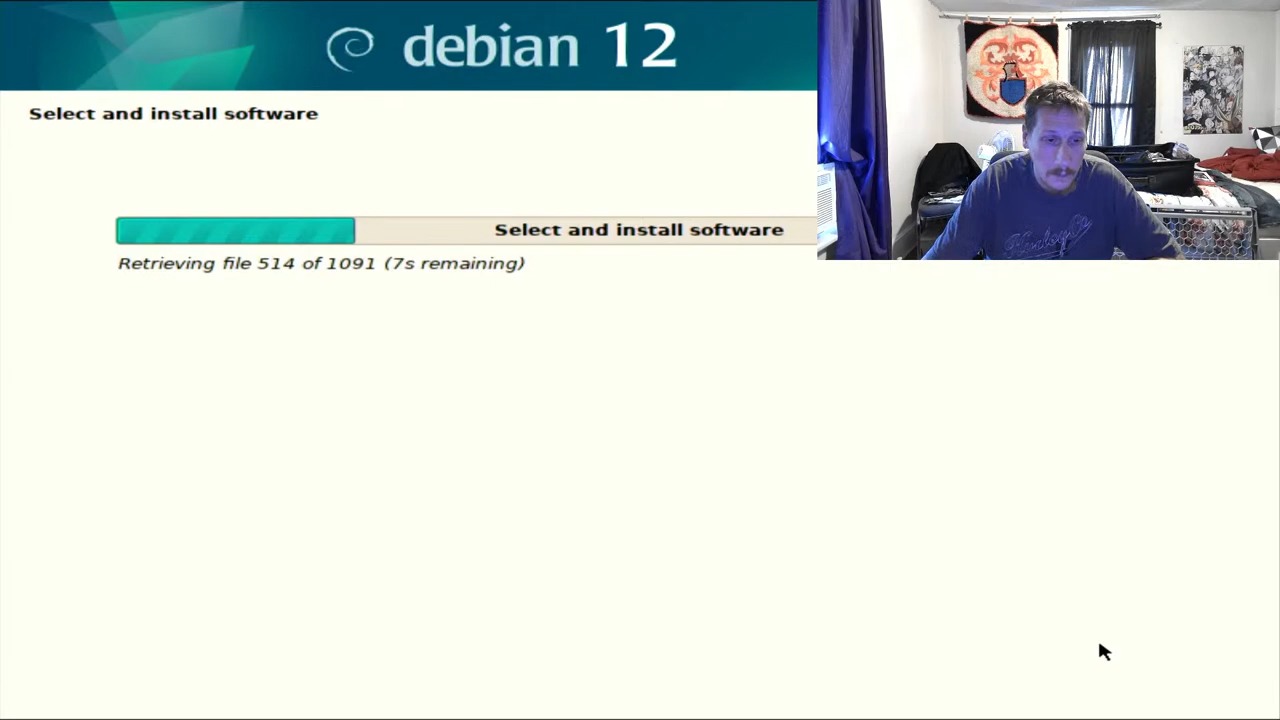 debian 12
Select and install software
Select and install software
Retrieving file 514 of 1091 (7s remaining)